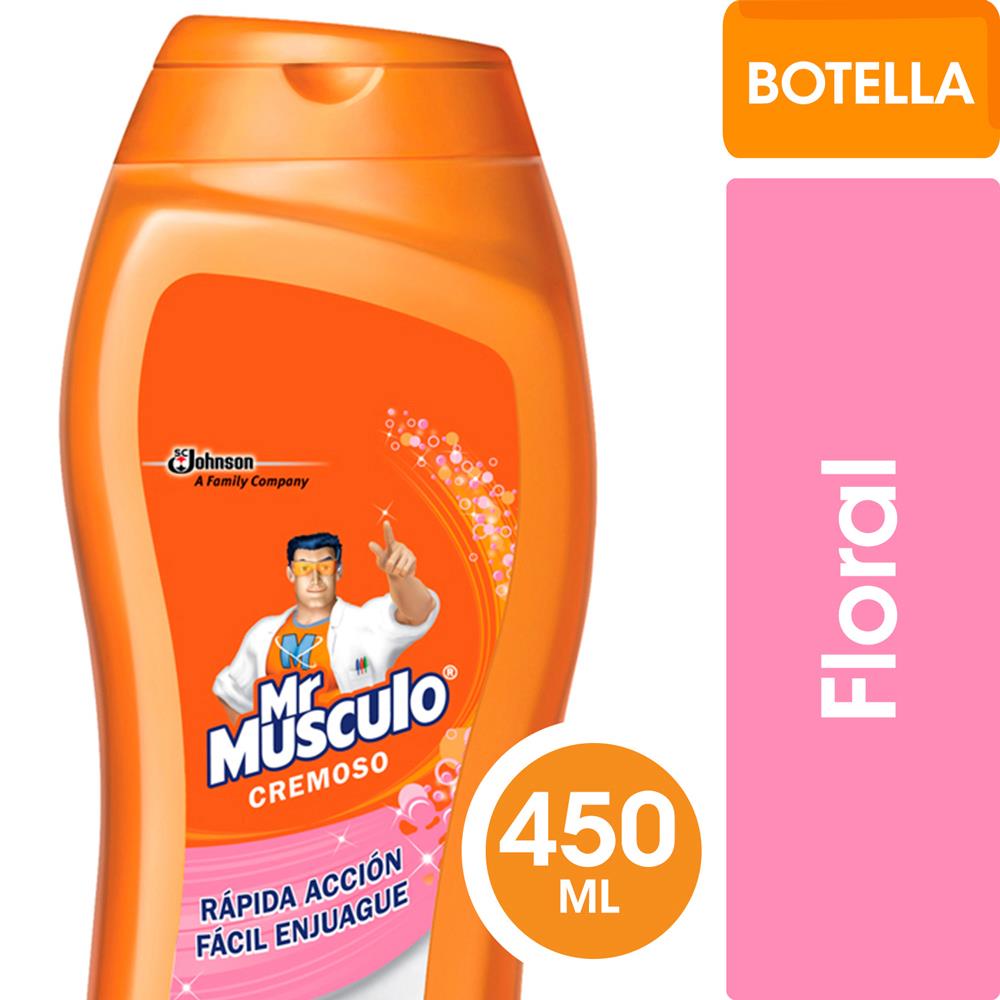 BOTELLA
SC Johnson
A Family Company
M
Mr
Musculo®
CREMOSO
RÁPIDA ACCIÓN
FÁCIL ENJUAGUE
450
ML
Floral